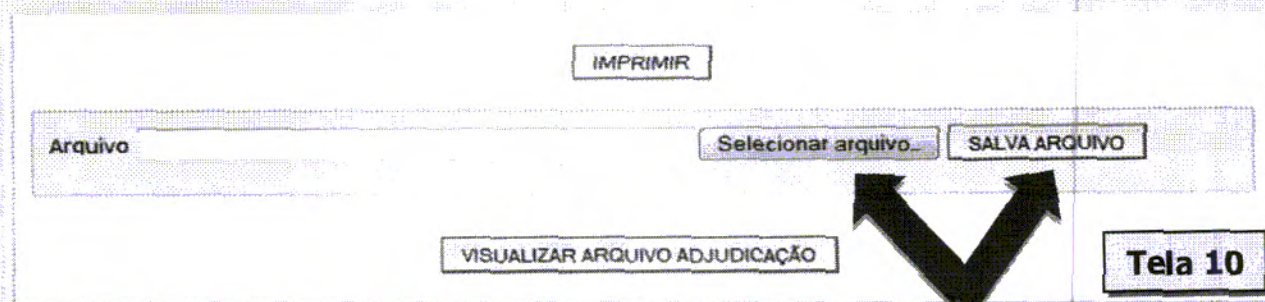 IMPRIMIR
Arquivo Selecionar arquivo... SALVA ARQUIVO
VISUALIZAR ARQUIVO ADJUDICAÇÃO
Tela 10